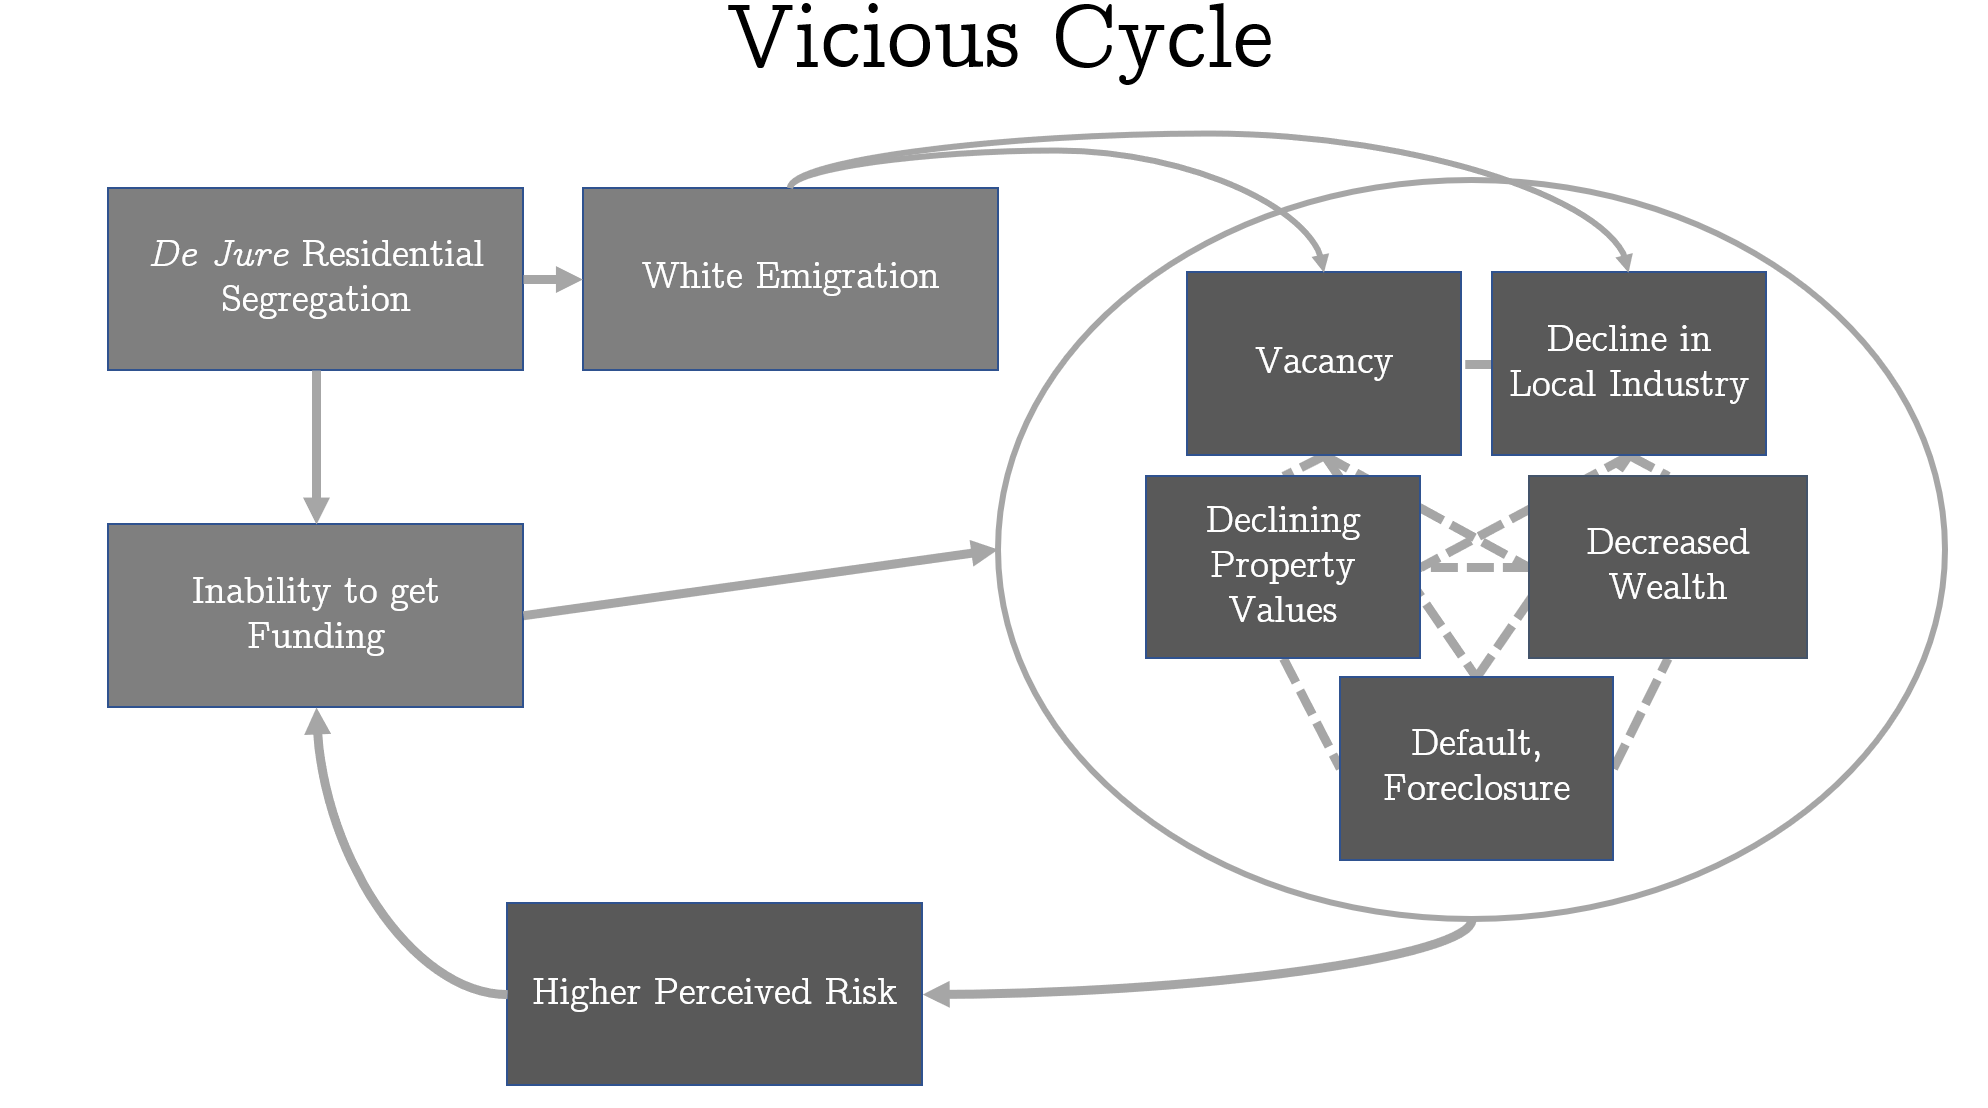 Vicious Cycle
De Jure Residential
Segregation
White Emigration
Vacancy
Decline in
Local Industry
Declining
Property
Values
Decreased
Wealth
Inability to get
Funding
Default,
Foreclosure
Higher Perceived Risk